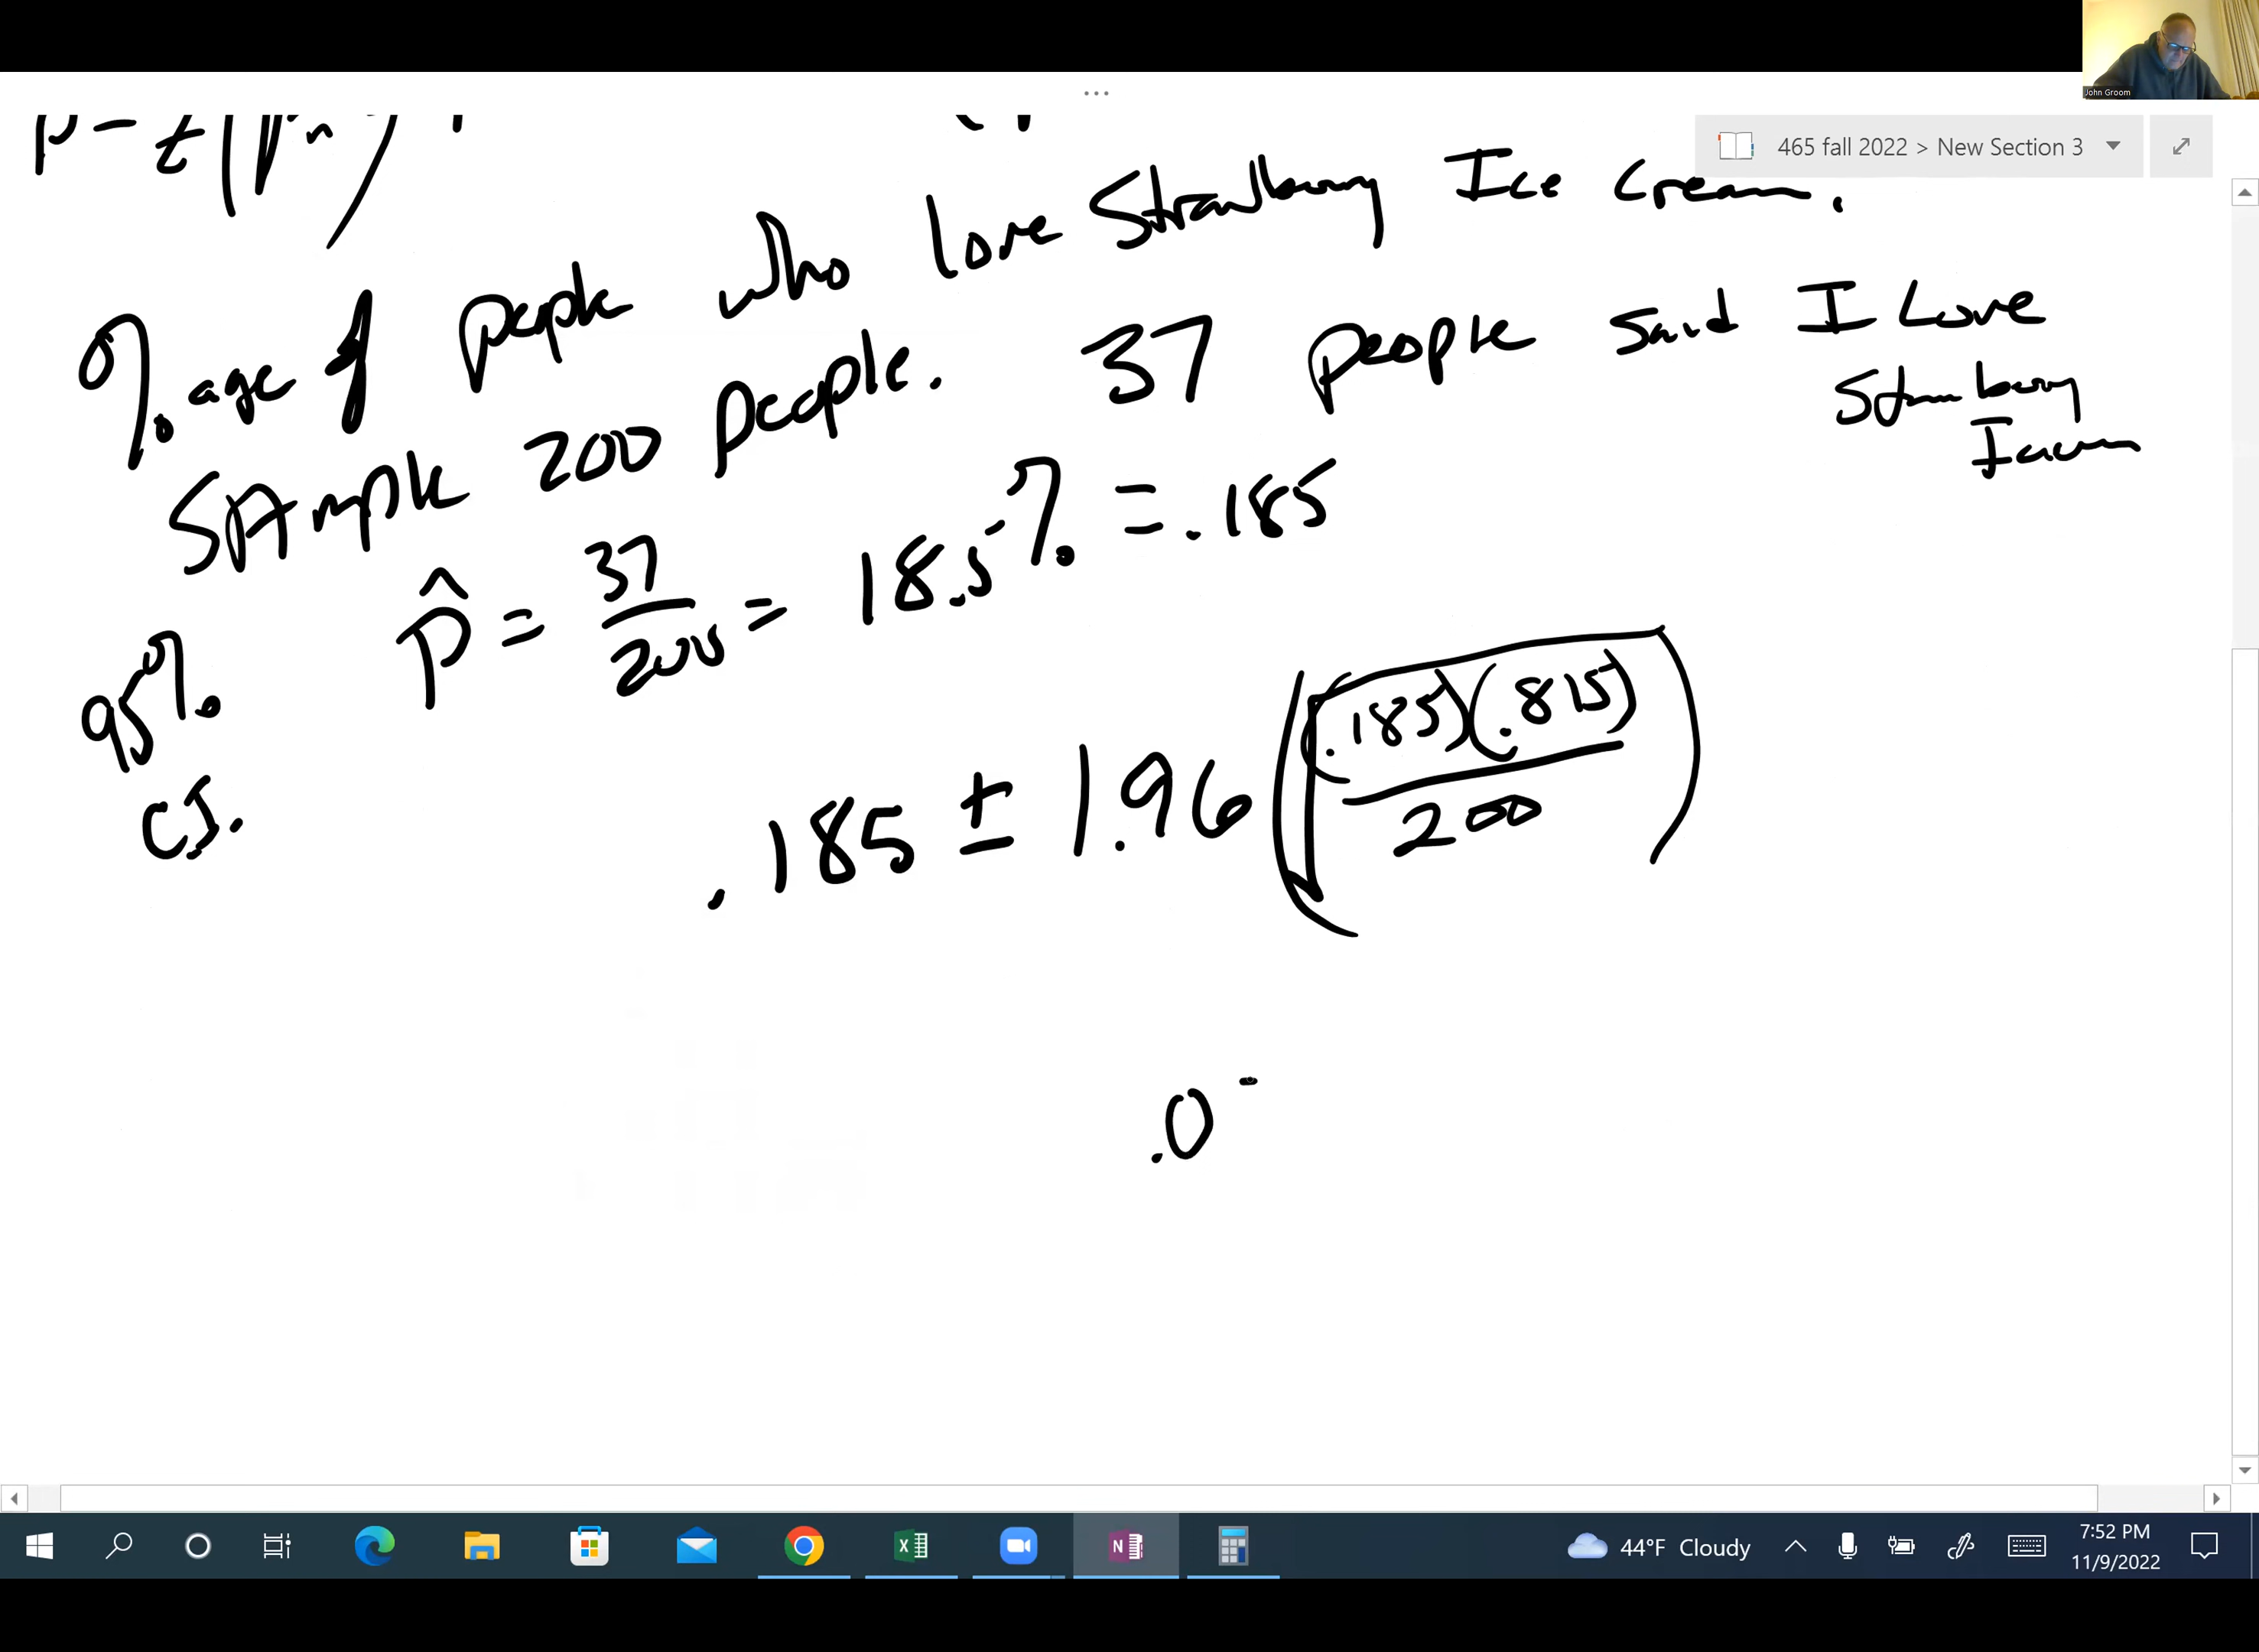 John Groom
465 fall 2022 > New Section 3
%age of people who love Strawberry Ice Cream.
Sample 200 people. 37 people said I Love
Strawberry
p̂ = 37/200 = 18.5% = .185
95%
C.I.
.185 ± 1.96 (√((.185)(.815)/200))
.0
44°F Cloudy
7:52 PM
11/9/2022